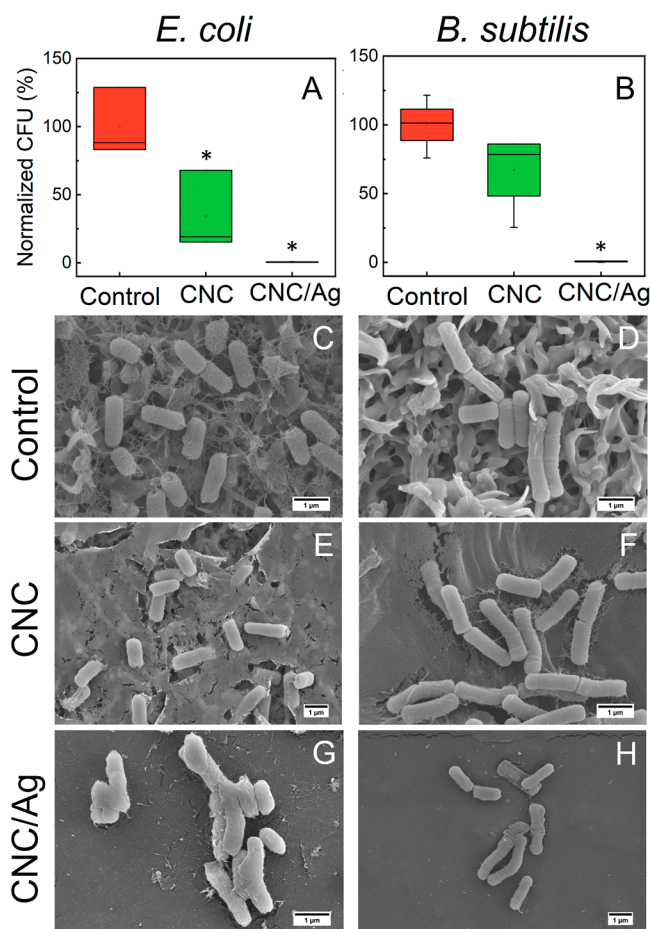 E. coli
B. subtilis
Normalized CFU (%)
150
100
50
0
A
*
*
Control
CNC
CNC/Ag
150
100
50
0
B
*
Control
CNC
CNC/Ag
Control
C
1 µm
D
1 µm
CNC
E
1 µm
F
1 µm
CNC/Ag
G
1 µm
H
1 µm